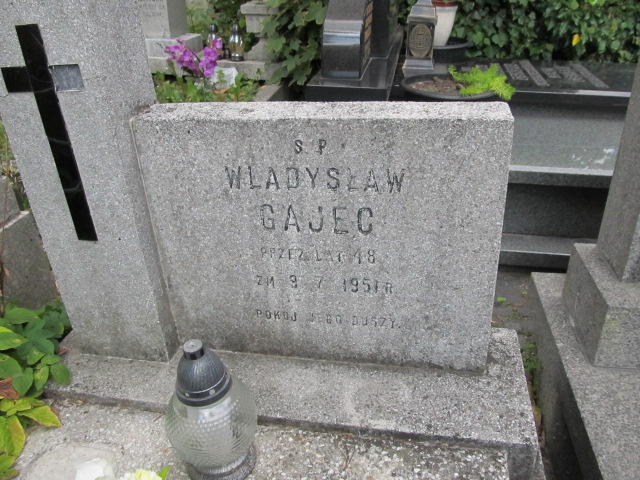 S P
WŁADYSŁAW
GAJEC
PRZEŻ. LAT 48
ZM 9 7 1951 R
POKÓJ JEGO DUSZY